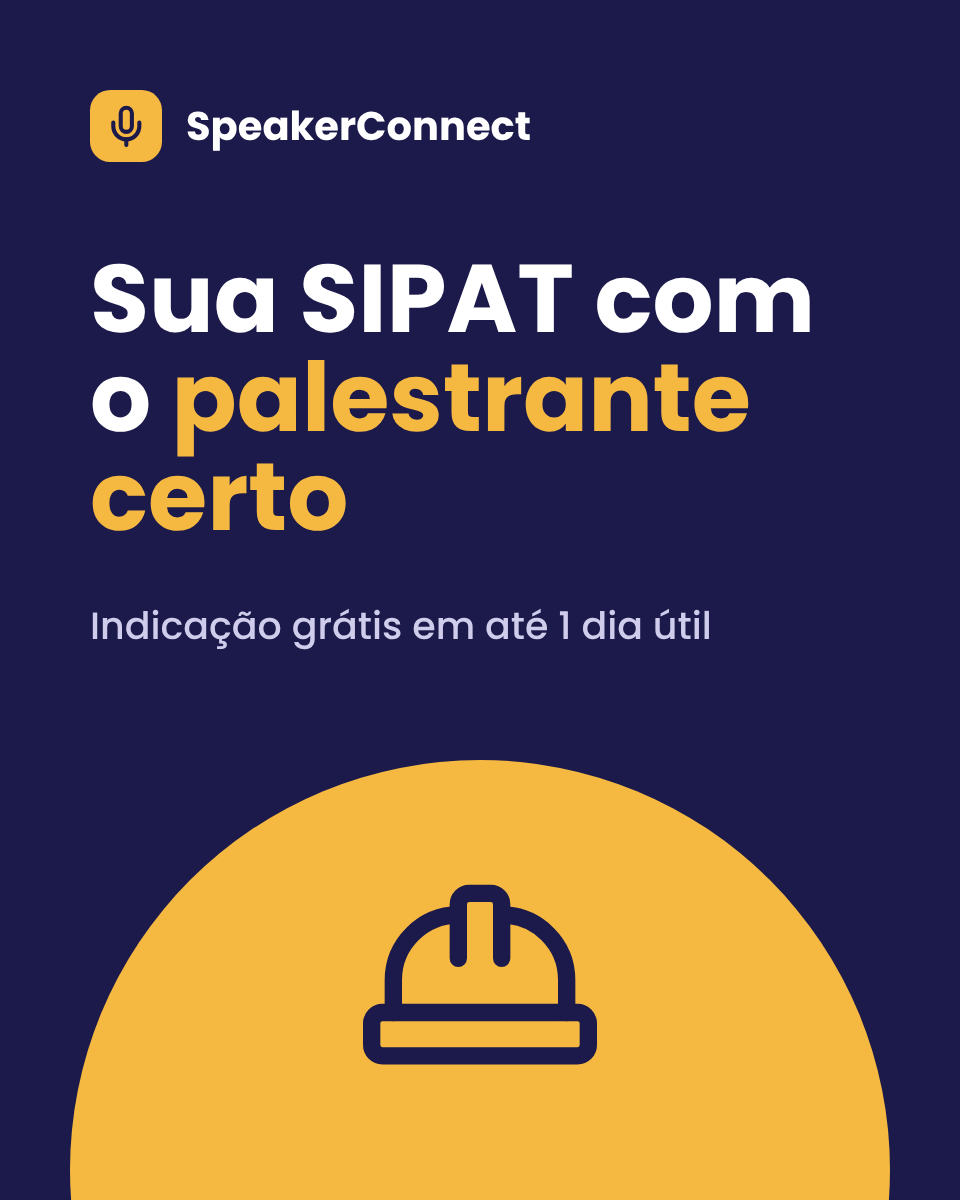 SpeakerConnect
Sua SIPAT com
o palestrante
certo
Indicação grátis em até 1 dia útil